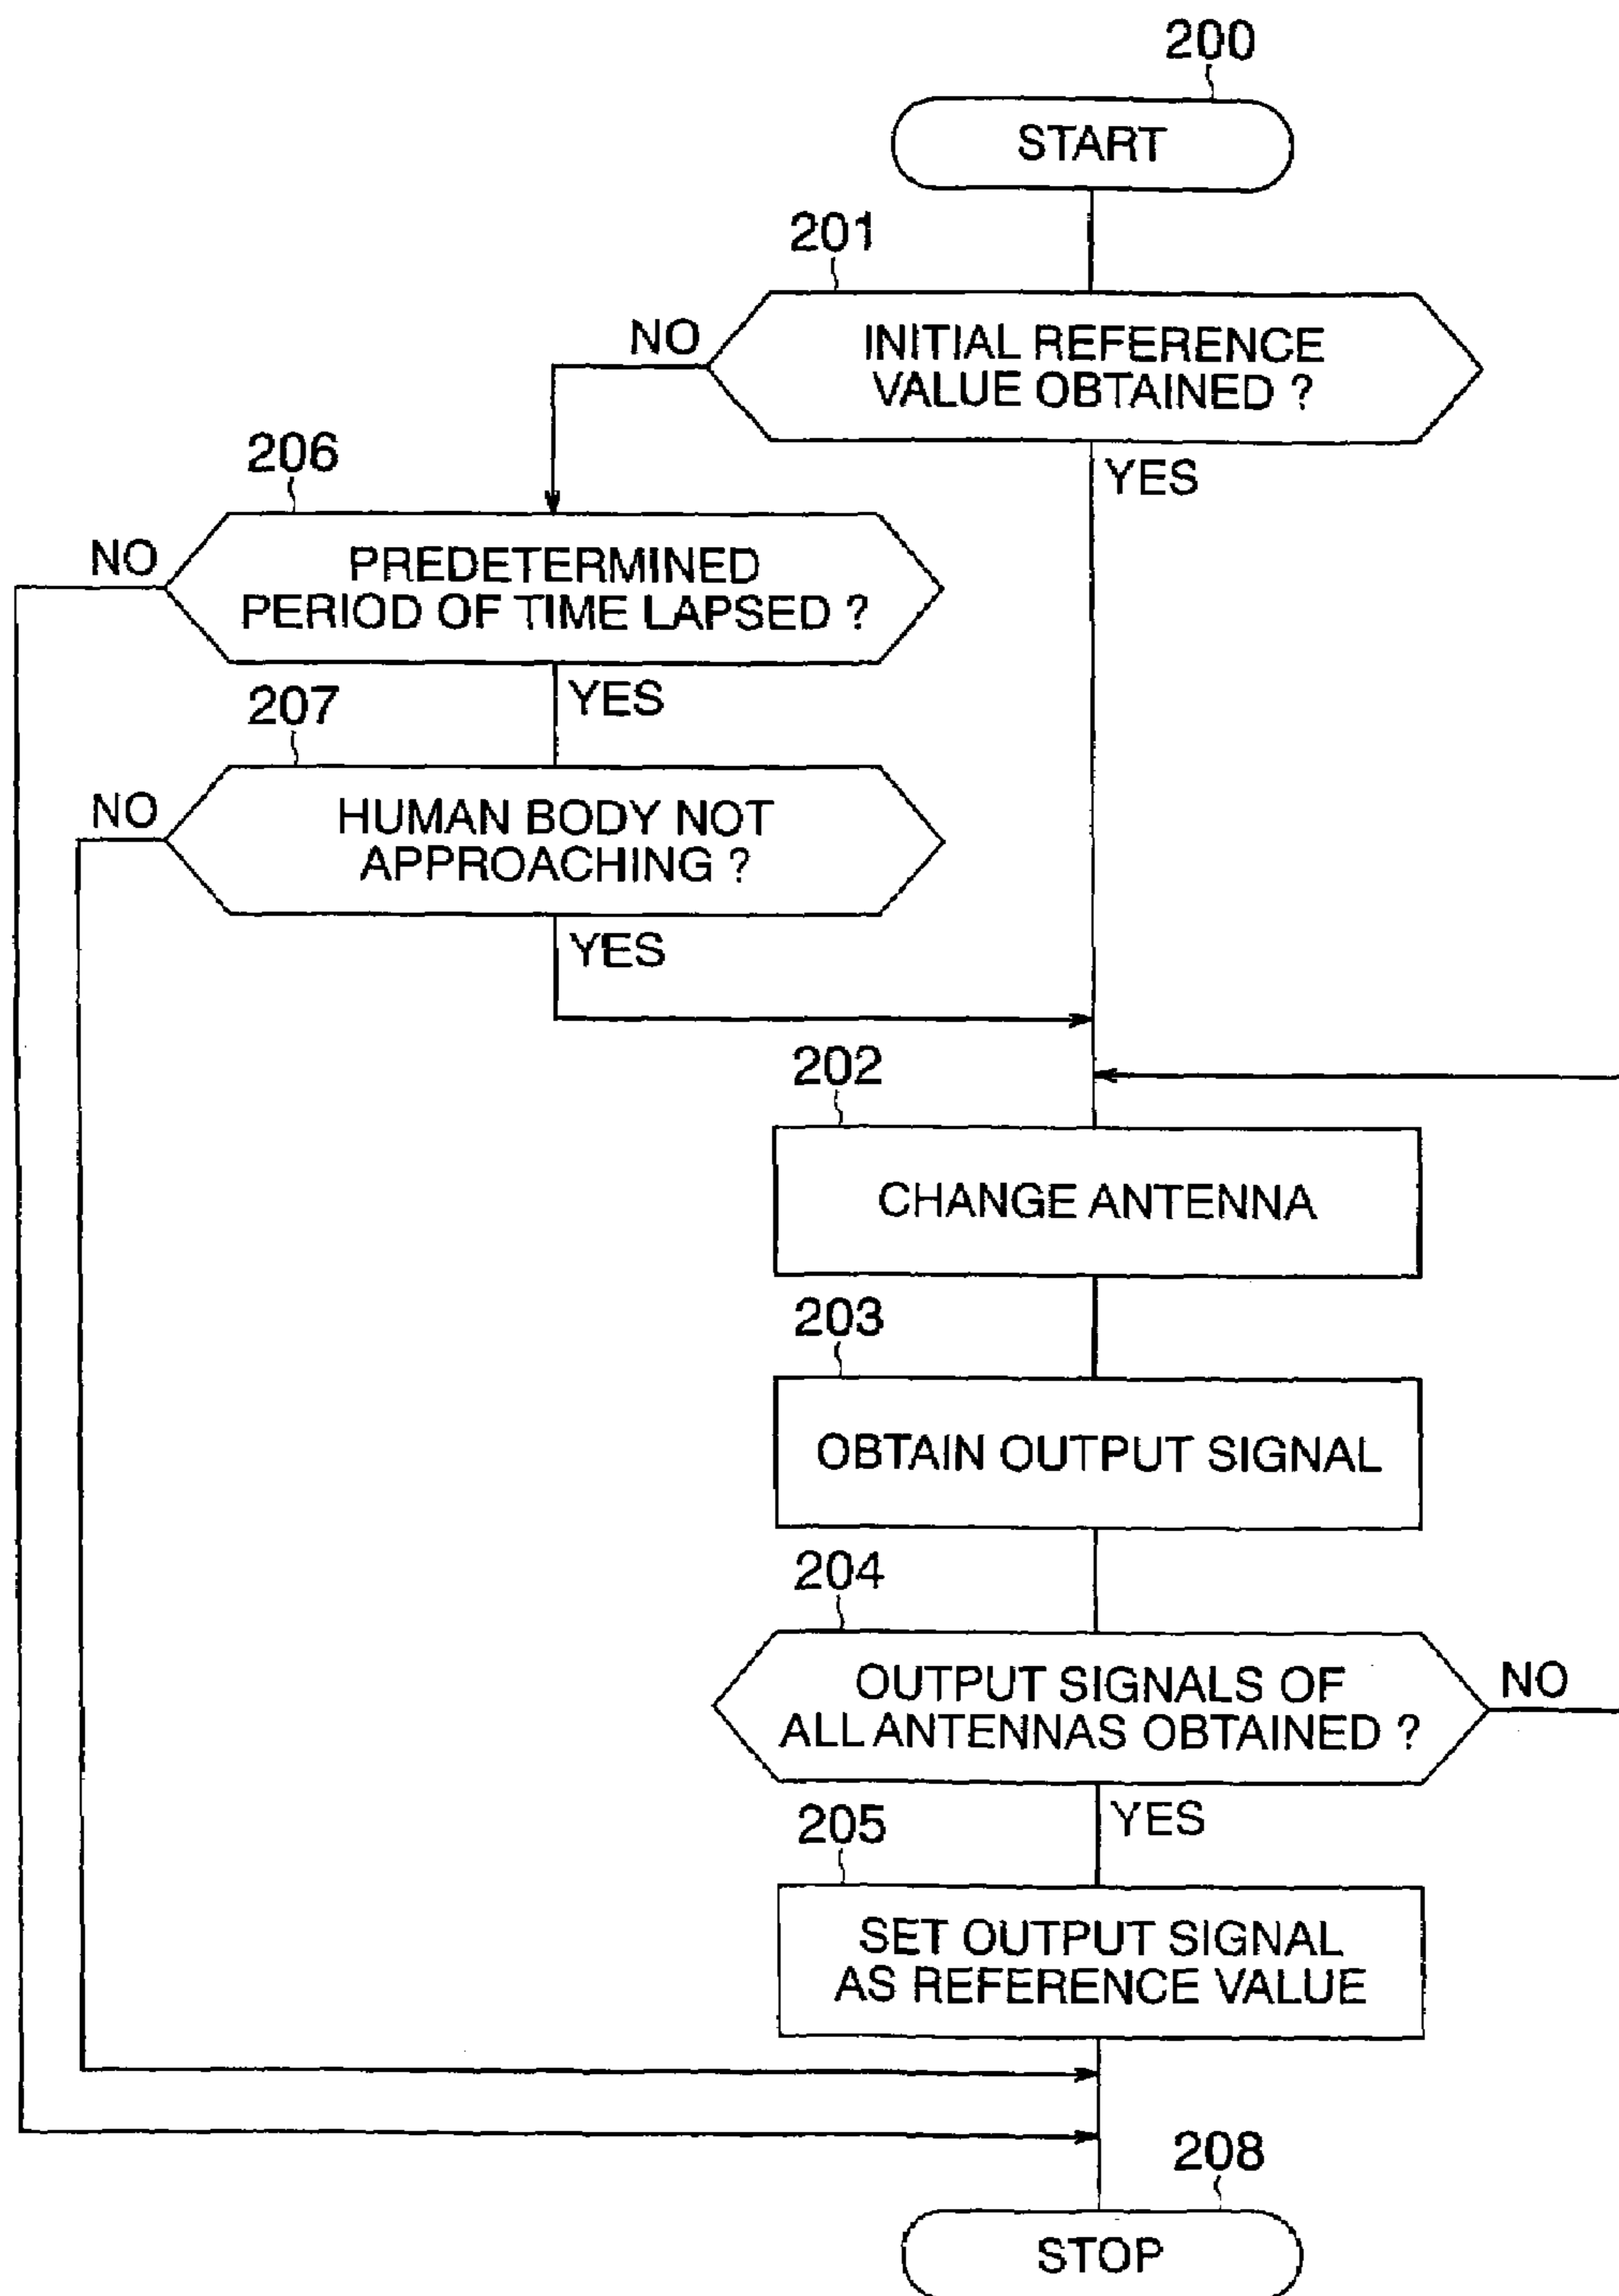 200
START
201
INITIAL REFERENCE
VALUE OBTAINED ?
NO
YES
206
PREDETERMINED
PERIOD OF TIME LAPSED ?
NO
YES
207
HUMAN BODY NOT
APPROACHING ?
NO
YES
202
CHANGE ANTENNA
203
OBTAIN OUTPUT SIGNAL
204
OUTPUT SIGNALS OF
ALL ANTENNAS OBTAINED ?
NO
YES
205
SET OUTPUT SIGNAL
AS REFERENCE VALUE
208
STOP